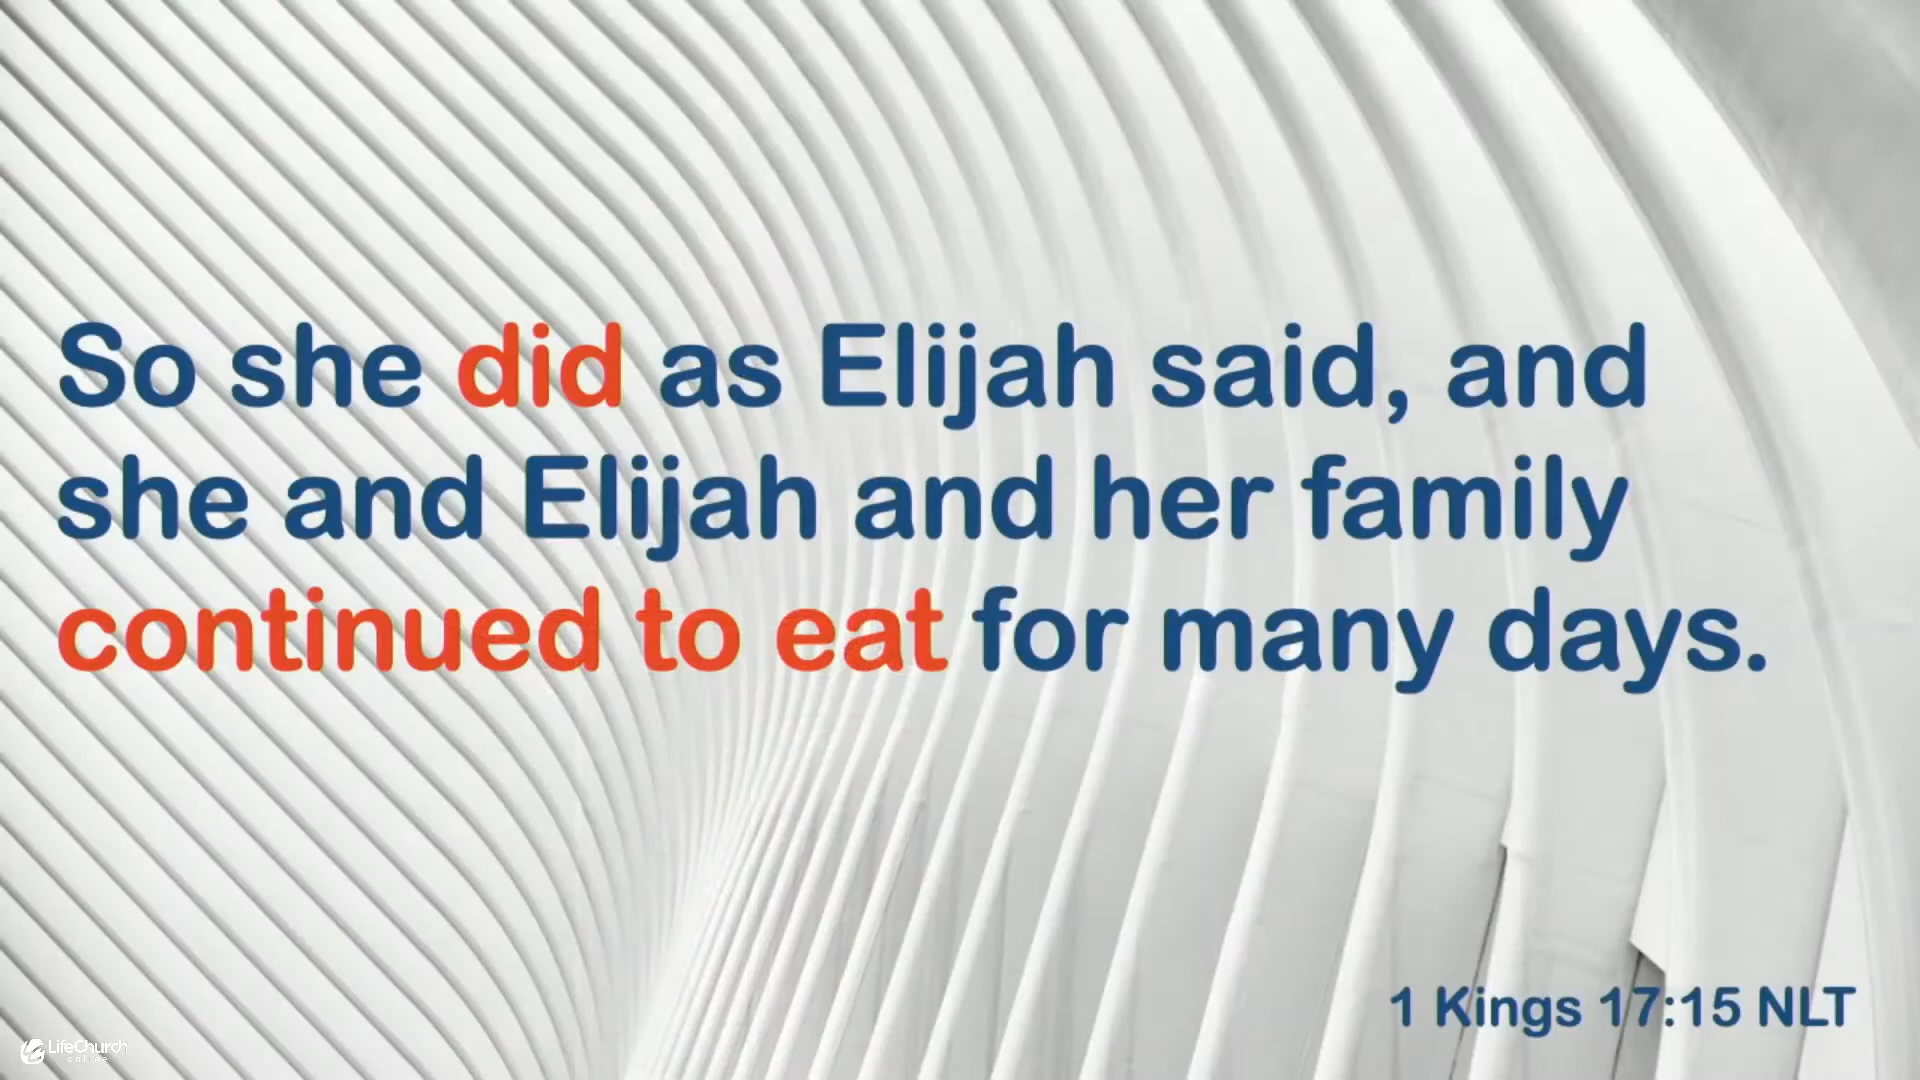 So she did as Elijah said, and
she and Elijah and her family
continued to eat for many days.
1 Kings 17:15 NLT
LifeChurch
online